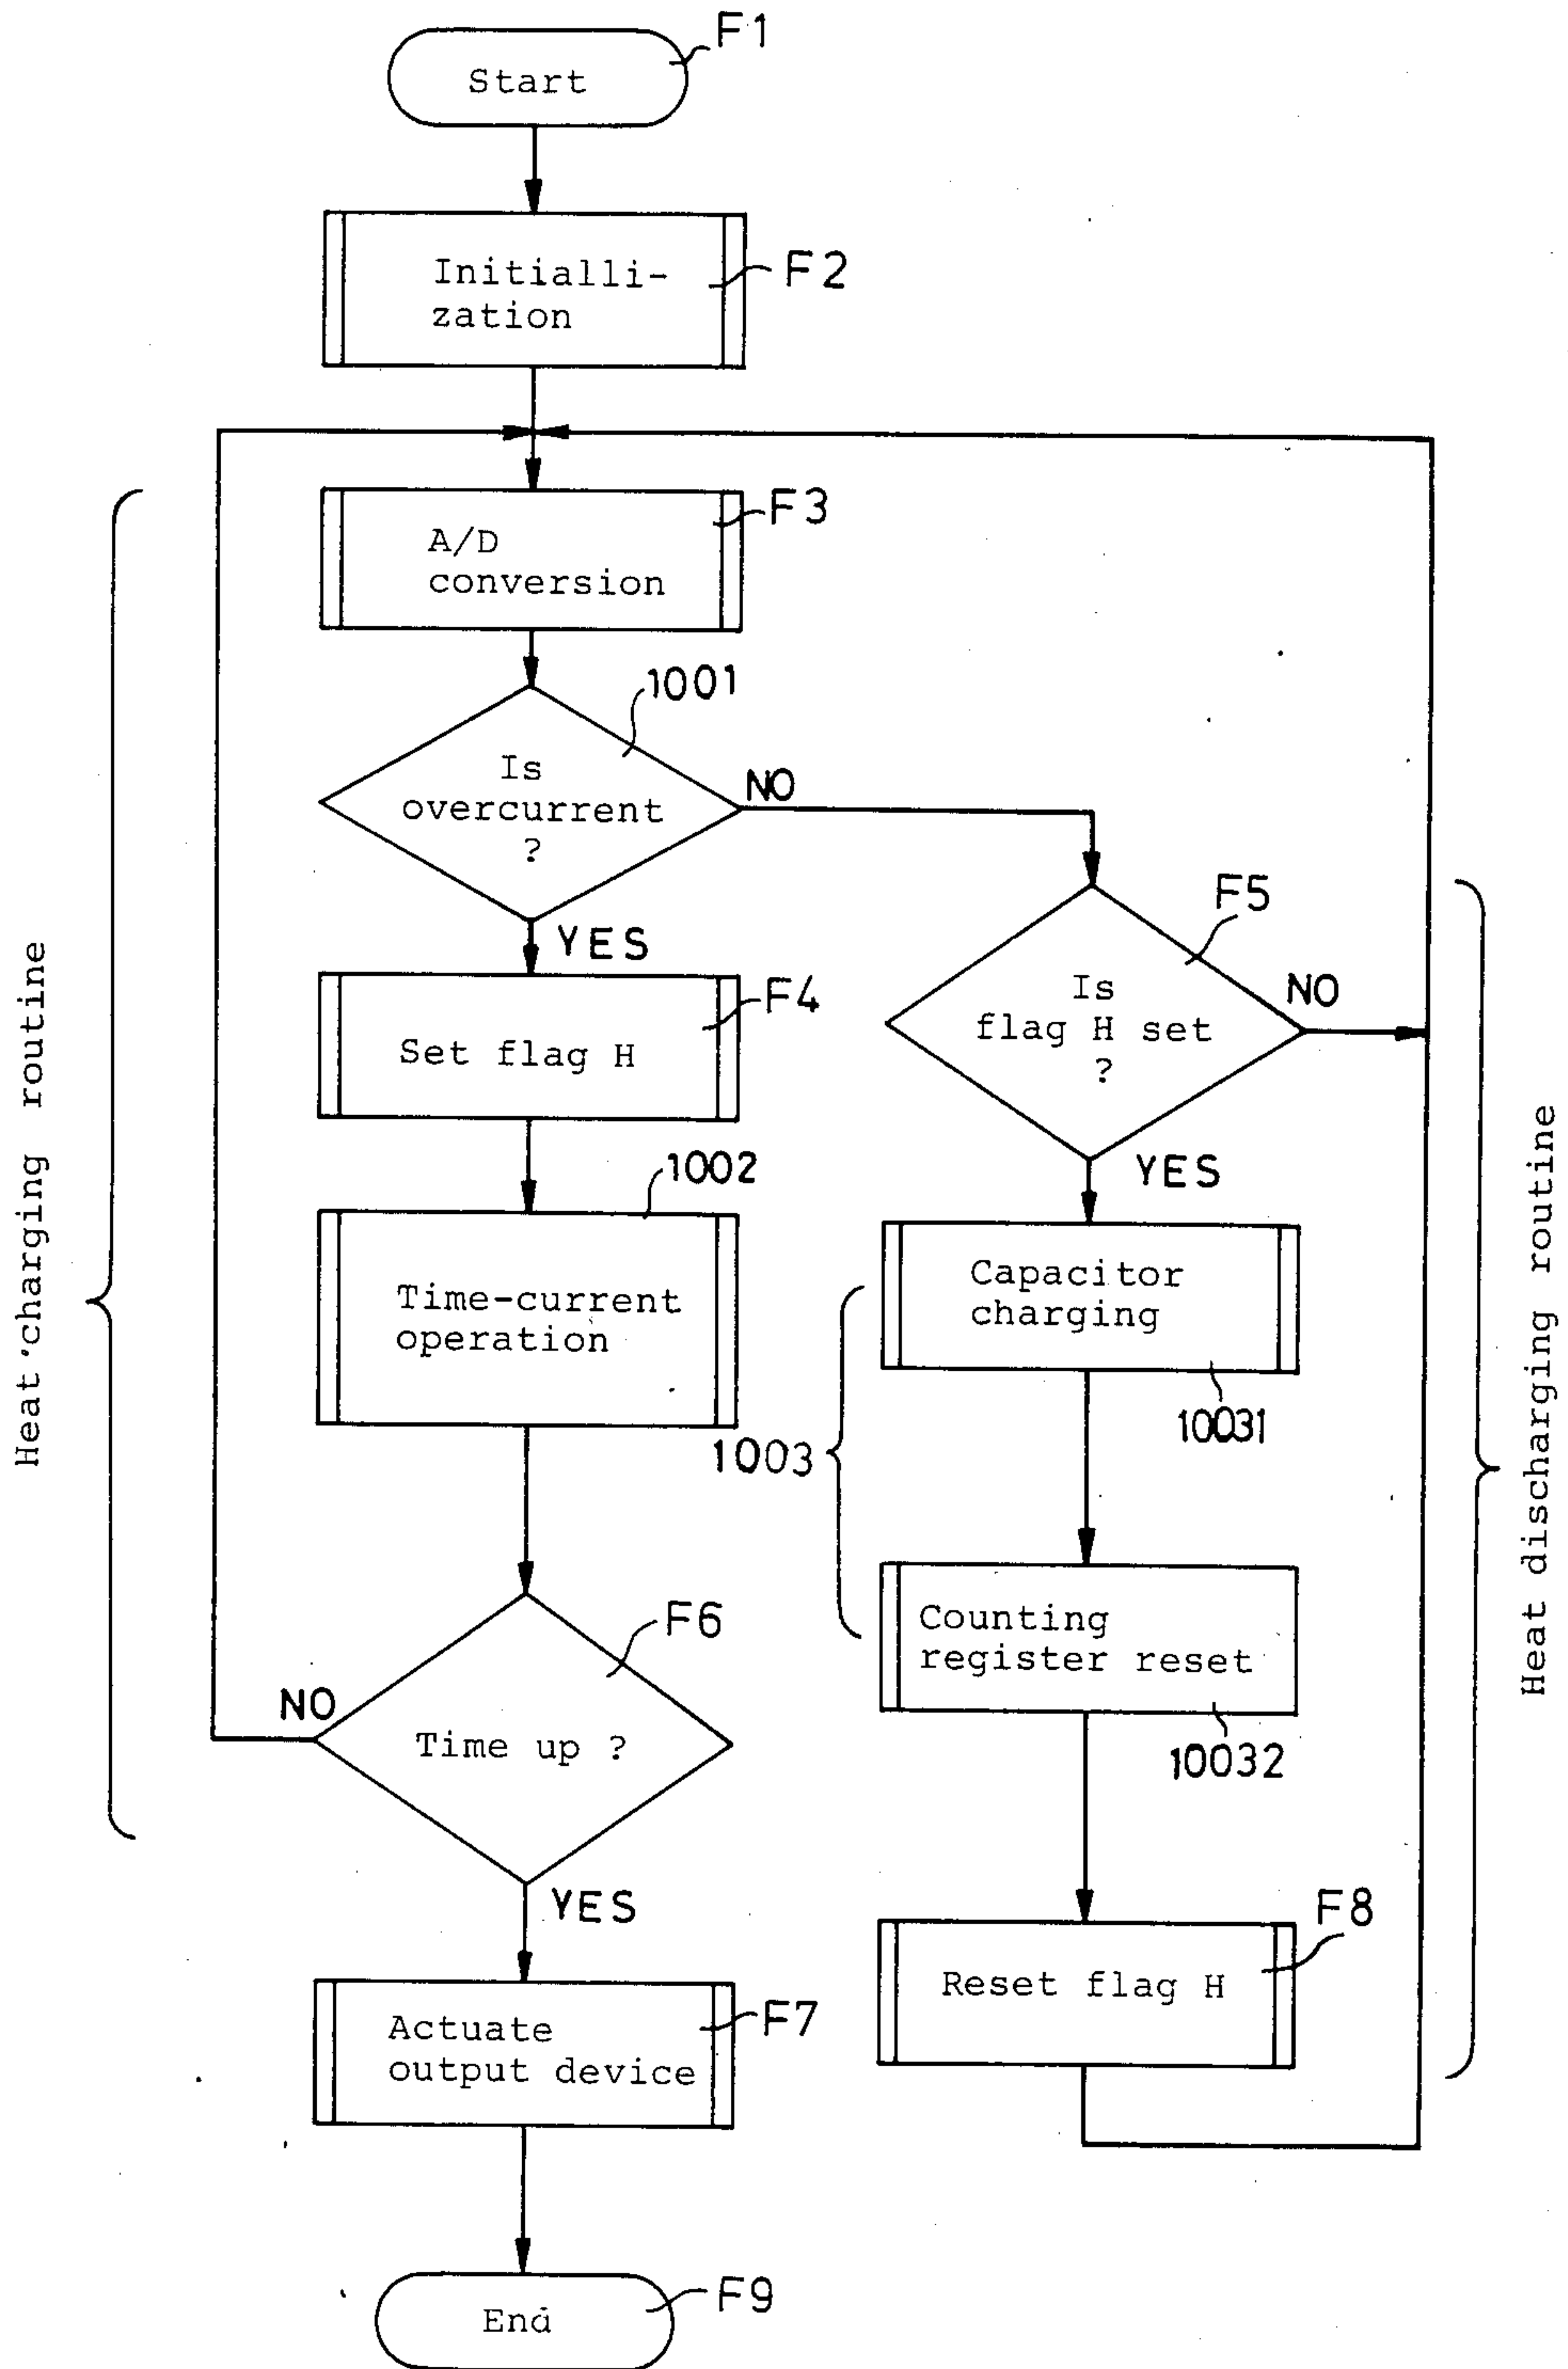 F1
Start
Initialli-
zation
F2
F3
A/D
conversion
1001
Is
overcurrent
?
NO
YES
F5
Is
flag H set
?
NO
YES
F4
Set flag H
1002
Time-current
operation
Capacitor
charging
10031
1003
Counting
register reset
10032
F6
Time up ?
NO
YES
F8
Reset flag H
Actuate
output device
F7
End
F9
Heat charging routine
Heat discharging routine